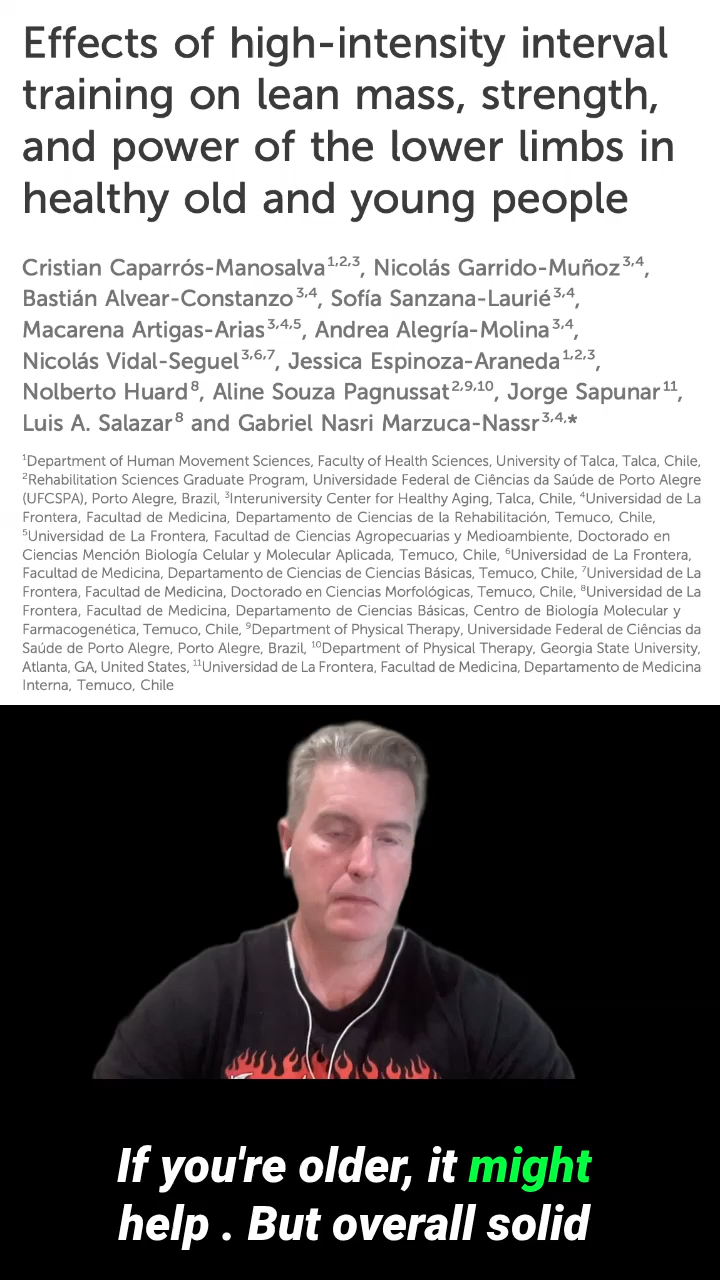 Effects of high-intensity interval
training on lean mass, strength,
and power of the lower limbs in
healthy old and young people
Cristian Caparrós-Manosalva1,2,3, Nicolás Garrido-Muñoz3,4,
Bastián Alvear-Constanzo3,4, Sofía Sanzana-Laurié3,4,
Macarena Artigas-Arias3,4,5, Andrea Alegría-Molina3,4,
Nicolás Vidal-Seguel3,6,7, Jessica Espinoza-Araneda1,2,3,
Nolberto Huard8, Aline Souza Pagnussat2,9,10, Jorge Sapunar11,
Luis A. Salazar8 and Gabriel Nasri Marzuca-Nassr3,4,*
1Department of Human Movement Sciences, Faculty of Health Sciences, University of Talca, Talca, Chile,
2Rehabilitation Sciences Graduate Program, Universidade Federal de Ciências da Saúde de Porto Alegre
(UFCSPA), Porto Alegre, Brazil, 3Interuniversity Center for Healthy Aging, Talca, Chile, 4Universidad de La
Frontera, Facultad de Medicina, Departamento de Ciencias de la Rehabilitación, Temuco, Chile,
5Universidad de La Frontera, Facultad de Ciencias Agropecuarias y Medioambiente, Doctorado en
Ciencias Mención Biología Celular y Molecular Aplicada, Temuco, Chile, 6Universidad de La Frontera,
Facultad de Medicina, Departamento de Ciencias de Ciencias Básicas, Temuco, Chile, 7Universidad de La
Frontera, Facultad de Medicina, Doctorado en Ciencias Morfológicas, Temuco, Chile, 8Universidad de La
Frontera, Facultad de Medicina, Departamento de Ciencias Básicas, Centro de Biología Molecular y
Farmacogenética, Temuco, Chile, 9Department of Physical Therapy, Universidade Federal de Ciências da
Saúde de Porto Alegre, Porto Alegre, Brazil, 10Department of Physical Therapy, Georgia State University,
Atlanta, GA, United States, 11Universidad de La Frontera, Facultad de Medicina, Departamento de Medicina
Interna, Temuco, Chile
If you're older, it might
help . But overall solid